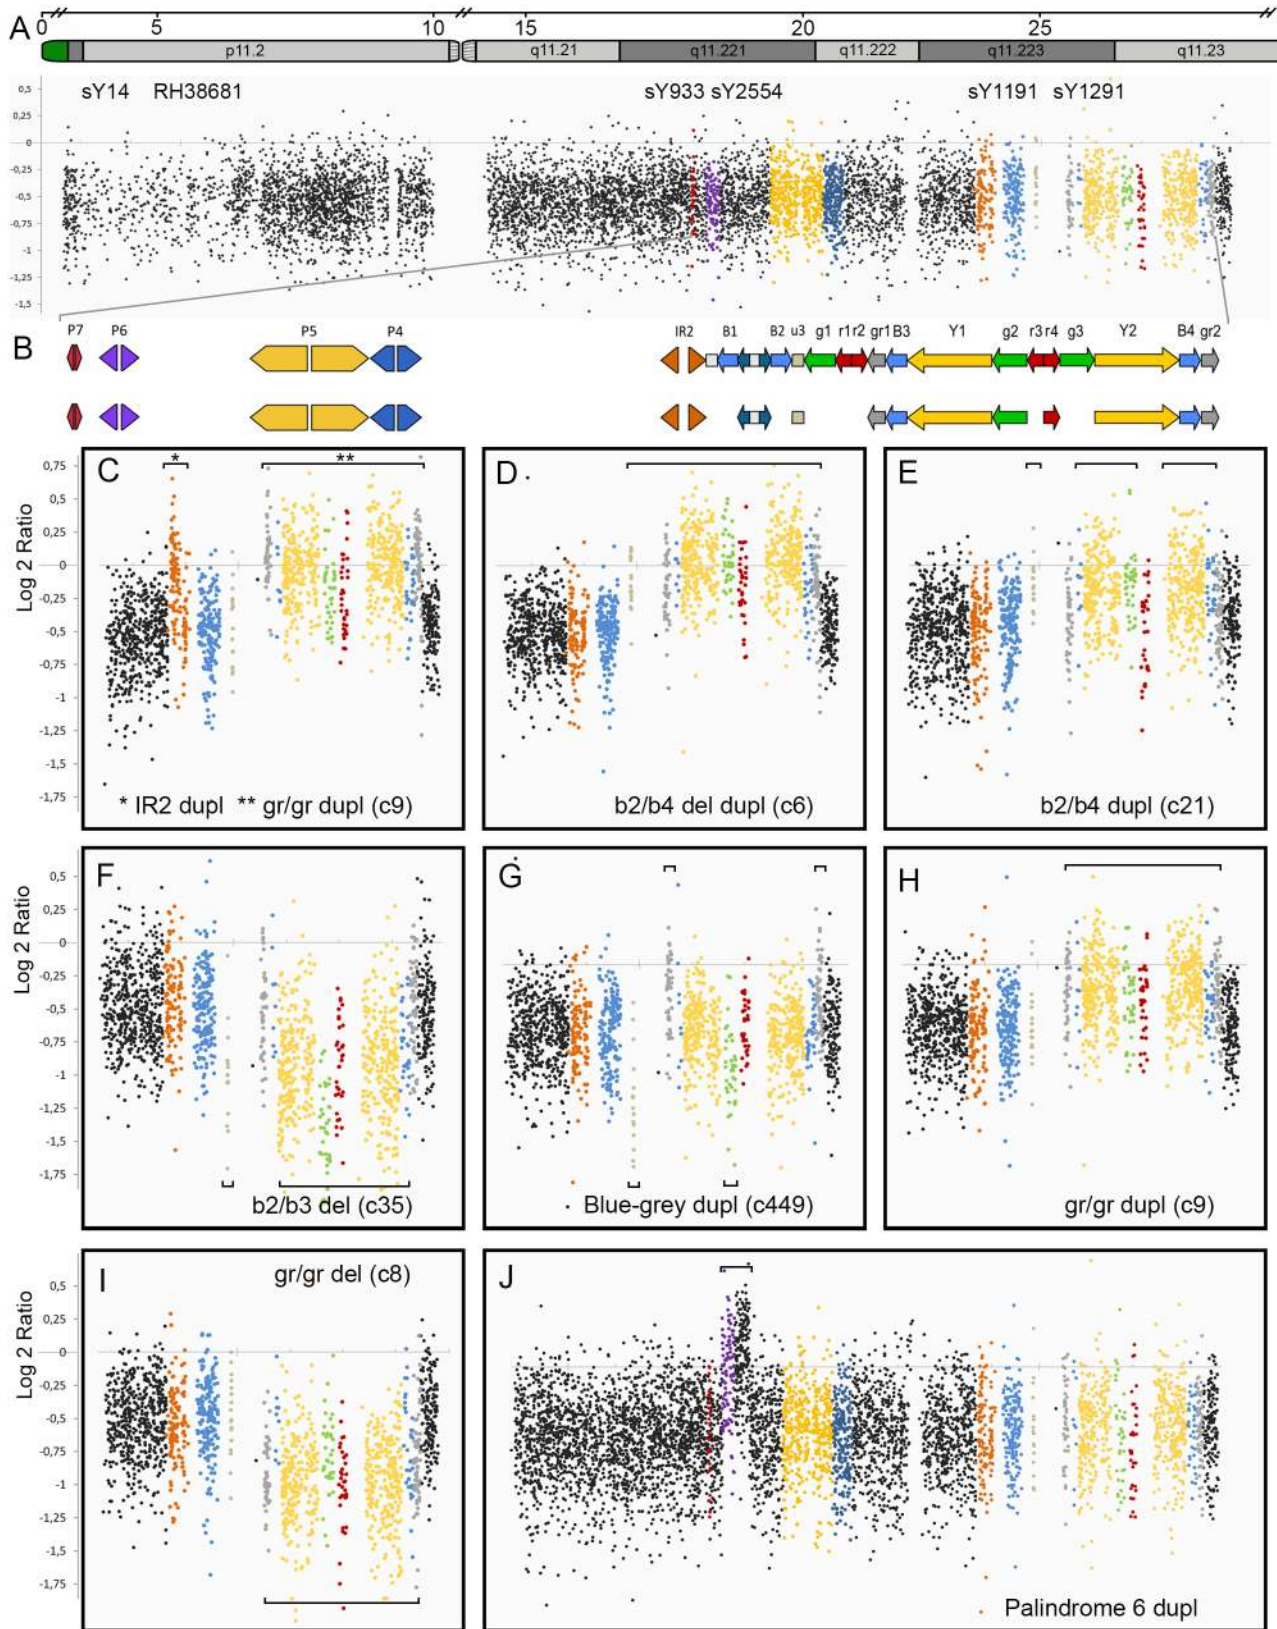 0 5 10 15 20 25
A
p11.2 q11.21 q11.221 q11.222 q11.223 q11.23
sY14 RH38681 sY933 sY2554 sY1191 sY1291
0,5
0,25
0
-0,25
-0,5
-0,75
-1
-1,25
-1,5
B
P7 P6 P5 P4 IR2 B1 B2 u3 g1 r1 r2 gr1 B3 Y1 g2 r3 r4 g3 Y2 B4 gr2
Log 2 Ratio
0,75
0,5
0,25
0
-0,25
-0,5
-0,75
-1
-1,25
-1,5
-1,75
C
* **
* IR2 dupl ** gr/gr dupl (c9)
D
b2/b4 del dupl (c6)
E
b2/b4 dupl (c21)
Log 2 Ratio
0,5
0,25
0
-0,25
-0,5
-0,75
-1
-1,25
-1,5
-1,75
F
b2/b3 del (c35)
G
Blue-grey dupl (c449)
H
gr/gr dupl (c9)
Log 2 Ratio
0,5
0,25
0
-0,25
-0,5
-0,75
-1
-1,25
-1,5
-1,75
I
gr/gr del (c8)
J
Palindrome 6 dupl